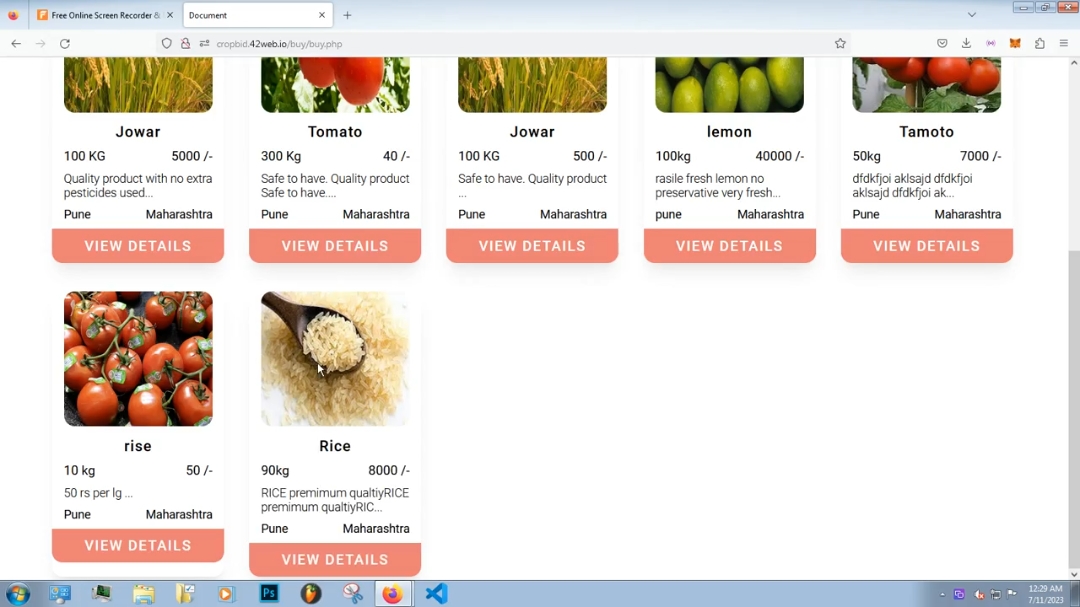 Free Online Screen Recorder &
Document
cropbid.42web.io/buy/buy.php
Jowar Tomato Jowar lemon Tamoto
100 KG 5000 /- 300 Kg 40 /- 100 KG 500 /- 100kg 40000 /- 50kg 7000 /-
Quality product with no extra Safe to have. Quality product Safe to have. Quality product rasile fresh lemon no dfdkfjoi aklsajd dfdkfjoi
pesticides used... Safe to have.... ... preservative very fresh... aklsajd dfdkfjoi ak...
Pune Maharashtra Pune Maharashtra Pune Maharashtra pune Maharashtra Pune Maharashtra
VIEW DETAILS VIEW DETAILS VIEW DETAILS VIEW DETAILS VIEW DETAILS
rise Rice
10 kg 50 /- 90kg 8000 /-
50 rs per lg ... RICE premimum qualtiyRICE
premimum qualtiyRIC...
Pune Maharashtra Pune Maharashtra
VIEW DETAILS VIEW DETAILS
Ps
12:29 AM
7/11/2023